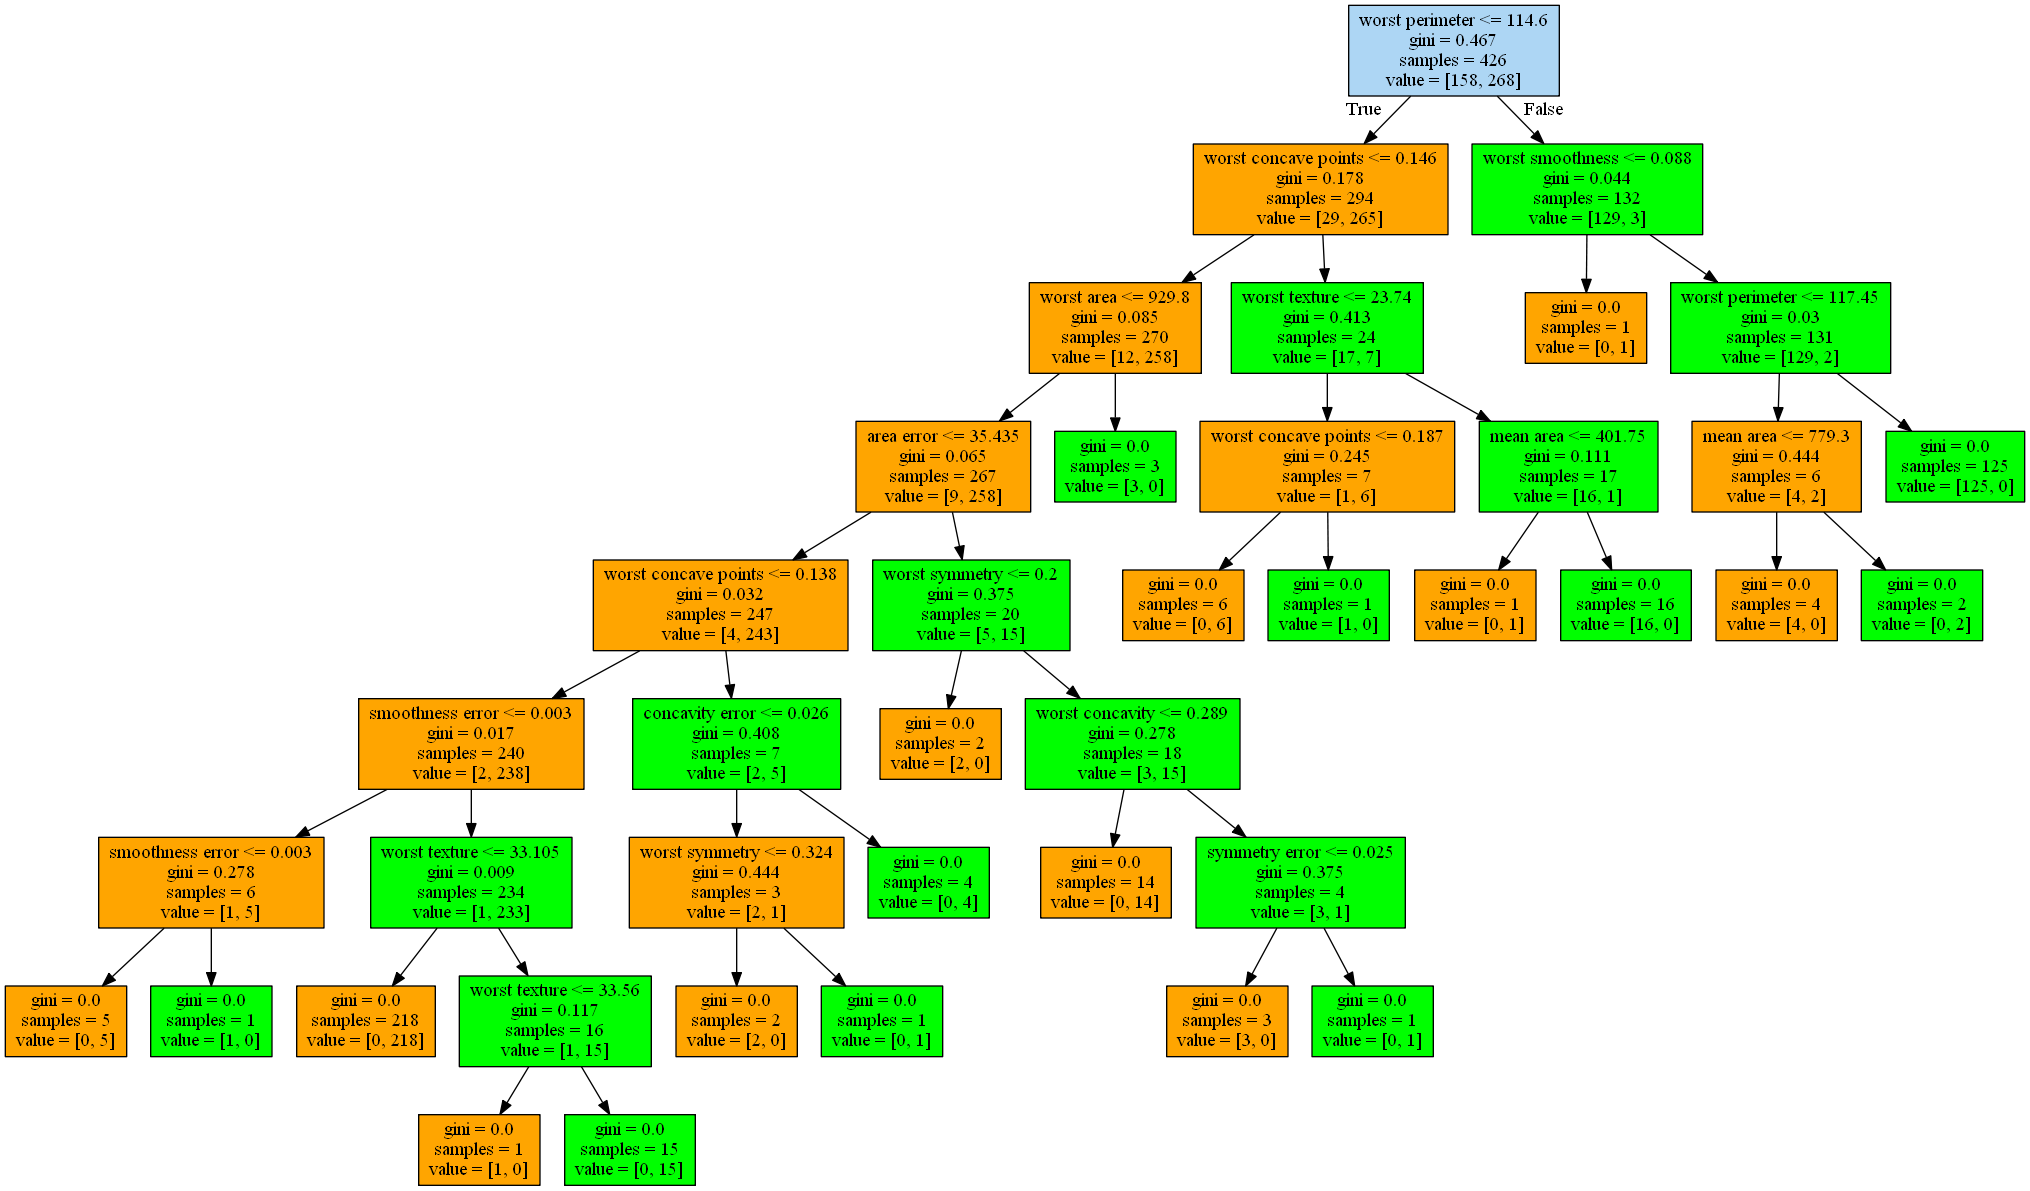 worst perimeter <= 114.6
gini = 0.467
samples = 426
value = [158, 268]
True
False
worst concave points <= 0.146
gini = 0.178
samples = 294
value = [29, 265]
worst smoothness <= 0.088
gini = 0.044
samples = 132
value = [129, 3]
worst area <= 929.8
gini = 0.085
samples = 270
value = [12, 258]
worst texture <= 23.74
gini = 0.413
samples = 24
value = [17, 7]
gini = 0.0
samples = 1
value = [0, 1]
worst perimeter <= 117.45
gini = 0.03
samples = 131
value = [129, 2]
area error <= 35.435
gini = 0.065
samples = 267
value = [9, 258]
gini = 0.0
samples = 3
value = [3, 0]
worst concave points <= 0.187
gini = 0.245
samples = 7
value = [1, 6]
mean area <= 401.75
gini = 0.111
samples = 17
value = [16, 1]
mean area <= 779.3
gini = 0.444
samples = 6
value = [4, 2]
gini = 0.0
samples = 125
value = [125, 0]
worst concave points <= 0.138
gini = 0.032
samples = 247
value = [4, 243]
worst symmetry <= 0.2
gini = 0.375
samples = 20
value = [5, 15]
gini = 0.0
samples = 6
value = [0, 6]
gini = 0.0
samples = 1
value = [1, 0]
gini = 0.0
samples = 1
value = [0, 1]
gini = 0.0
samples = 16
value = [16, 0]
gini = 0.0
samples = 4
value = [4, 0]
gini = 0.0
samples = 2
value = [0, 2]
smoothness error <= 0.003
gini = 0.017
samples = 240
value = [2, 238]
concavity error <= 0.026
gini = 0.408
samples = 7
value = [2, 5]
gini = 0.0
samples = 2
value = [2, 0]
worst concavity <= 0.289
gini = 0.278
samples = 18
value = [3, 15]
smoothness error <= 0.003
gini = 0.278
samples = 6
value = [1, 5]
worst texture <= 33.105
gini = 0.009
samples = 234
value = [1, 233]
worst symmetry <= 0.324
gini = 0.444
samples = 3
value = [2, 1]
gini = 0.0
samples = 4
value = [0, 4]
gini = 0.0
samples = 14
value = [0, 14]
symmetry error <= 0.025
gini = 0.375
samples = 4
value = [3, 1]
gini = 0.0
samples = 5
value = [0, 5]
gini = 0.0
samples = 1
value = [1, 0]
gini = 0.0
samples = 218
value = [0, 218]
worst texture <= 33.56
gini = 0.117
samples = 16
value = [1, 15]
gini = 0.0
samples = 2
value = [2, 0]
gini = 0.0
samples = 1
value = [0, 1]
gini = 0.0
samples = 3
value = [3, 0]
gini = 0.0
samples = 1
value = [0, 1]
gini = 0.0
samples = 1
value = [1, 0]
gini = 0.0
samples = 15
value = [0, 15]